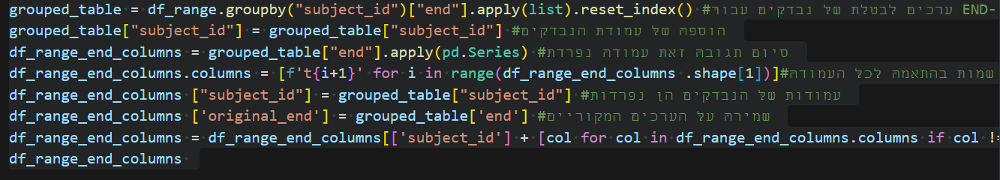 grouped_table = df_range.groupby("subject_id")["end"].apply(list).reset_index() #ערכים לבטלת של נבדקים עבור END-
grouped_table["subject_id"] = grouped_table["subject_id"] #הוספה של עמודת הנבדקים
df_range_end_columns = grouped_table["end"].apply(pd.Series) #סיום תגובה זאת עמודה נפרדת
df_range_end_columns.columns = [f't{i+1}' for i in range(df_range_end_columns .shape[1])]#שמות בהתאמה לכל העמודה
df_range_end_columns ["subject_id"] = grouped_table["subject_id"] #עמודות של הנבדקים הן נפרדות
df_range_end_columns ['original_end'] = grouped_table['end'] #שמירה על הערכים המקוריים
df_range_end_columns = df_range_end_columns[['subject_id'] + [col for col in df_range_end_columns.columns if col !=
df_range_end_columns